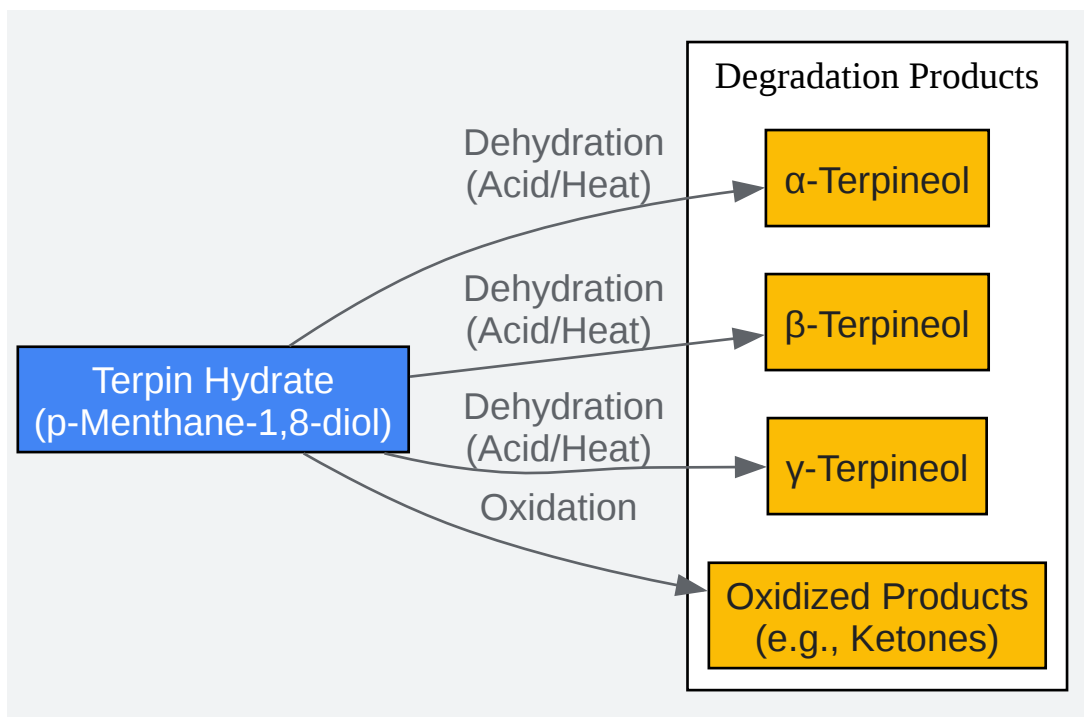 Degradation Products
Dehydration
(Acid/Heat)
α-Terpineol
Dehydration
(Acid/Heat)
β-Terpineol
Terpin Hydrate
(p-Menthane-1,8-diol)
Dehydration
(Acid/Heat)
γ-Terpineol
Oxidation
Oxidized Products
(e.g., Ketones)